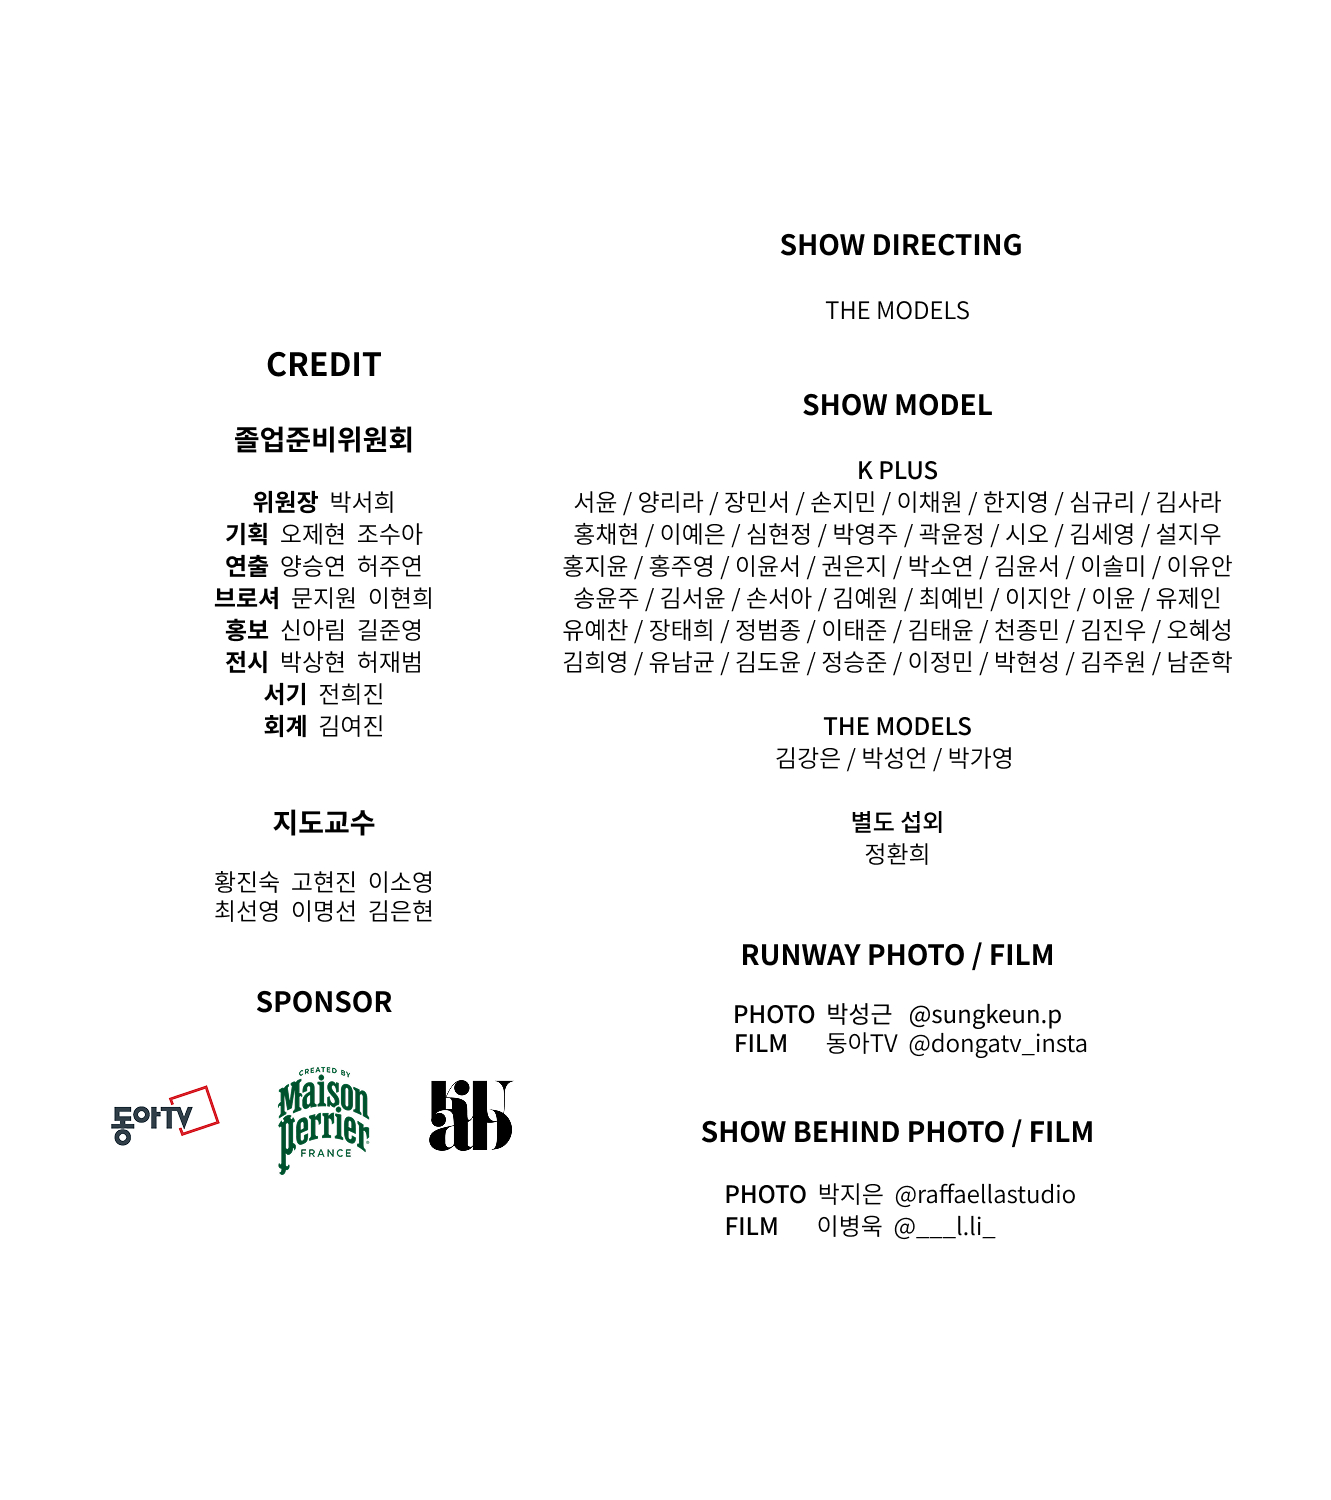 CREDIT
졸업준비위원회
위원장 박서희
기획 오제현 조수아
연출 양승연 허주연
브로셔 문지원 이현희
홍보 신아림 길준영
전시 박상현 허재범
서기 전희진
회계 김여진
지도교수
황진숙 고현진 이소영
최선영 이명선 김은현
SPONSOR
동아TV
CREATED BY
Maison
perrier
FRANCE
SHOW DIRECTING
THE MODELS
SHOW MODEL
K PLUS
서윤 / 양리라 / 장민서 / 손지민 / 이채원 / 한지영 / 심규리 / 김사라
홍채현 / 이예은 / 심현정 / 박영주 / 곽윤정 / 시오 / 김세영 / 설지우
홍지윤 / 홍주영 / 이윤서 / 권은지 / 박소연 / 김윤서 / 이솔미 / 이유안
송윤주 / 김서윤 / 손서아 / 김예원 / 최예빈 / 이지안 / 이윤 / 유제인
유예찬 / 장태희 / 정범종 / 이태준 / 김태윤 / 천종민 / 김진우 / 오혜성
김희영 / 유남균 / 김도윤 / 정승준 / 이정민 / 박현성 / 김주원 / 남준학
THE MODELS
김강은 / 박성언 / 박가영
별도 섭외
정환희
RUNWAY PHOTO / FILM
PHOTO 박성근 @sungkeun.p
FILM 동아TV @dongatv_insta
SHOW BEHIND PHOTO / FILM
PHOTO 박지은 @raffaellastudio
FILM 이병욱 @___l.li_